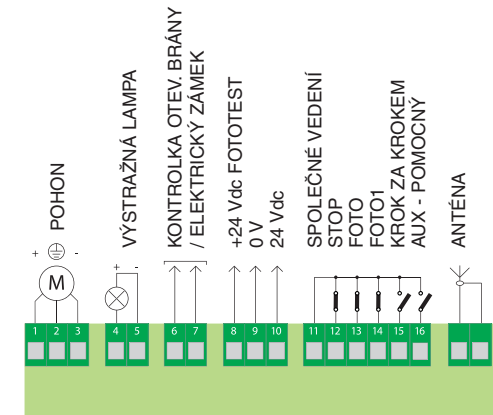 POHON
VÝSTRAŽNÁ LAMPA
KONTROLKA OTEV. BRÁNY
/ ELEKTRICKÝ ZÁMEK
+24 Vdc FOTOTEST
0 V
24 Vdc
SPOLEČNÉ VEDENÍ
STOP
FOTO
FOTO1
KROK ZA KROKEM
AUX - POMOCNÝ
ANTÉNA
+ -
M
+ -
1 2 3 4 5 6 7 8 9 10 11 12 13 14 15 16